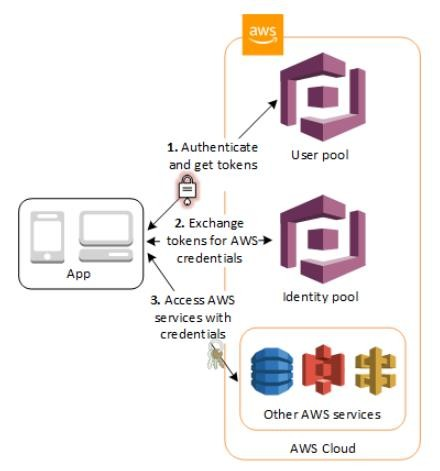 aws
1. Authenticate
and get tokens
User pool
2. Exchange
tokens for AWS
credentials
App
Identity pool
3. Access AWS
services with
credentials
Other AWS services
AWS Cloud